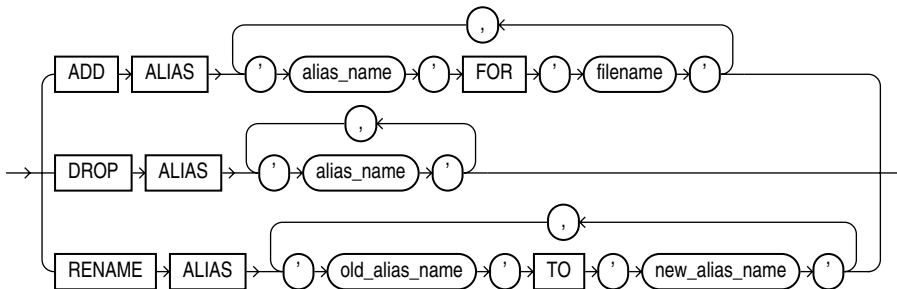 ,
ADD ALIAS ' alias_name ' FOR ' filename '
,
DROP ALIAS ' alias_name '
,
RENAME ALIAS ' old_alias_name ' TO ' new_alias_name '